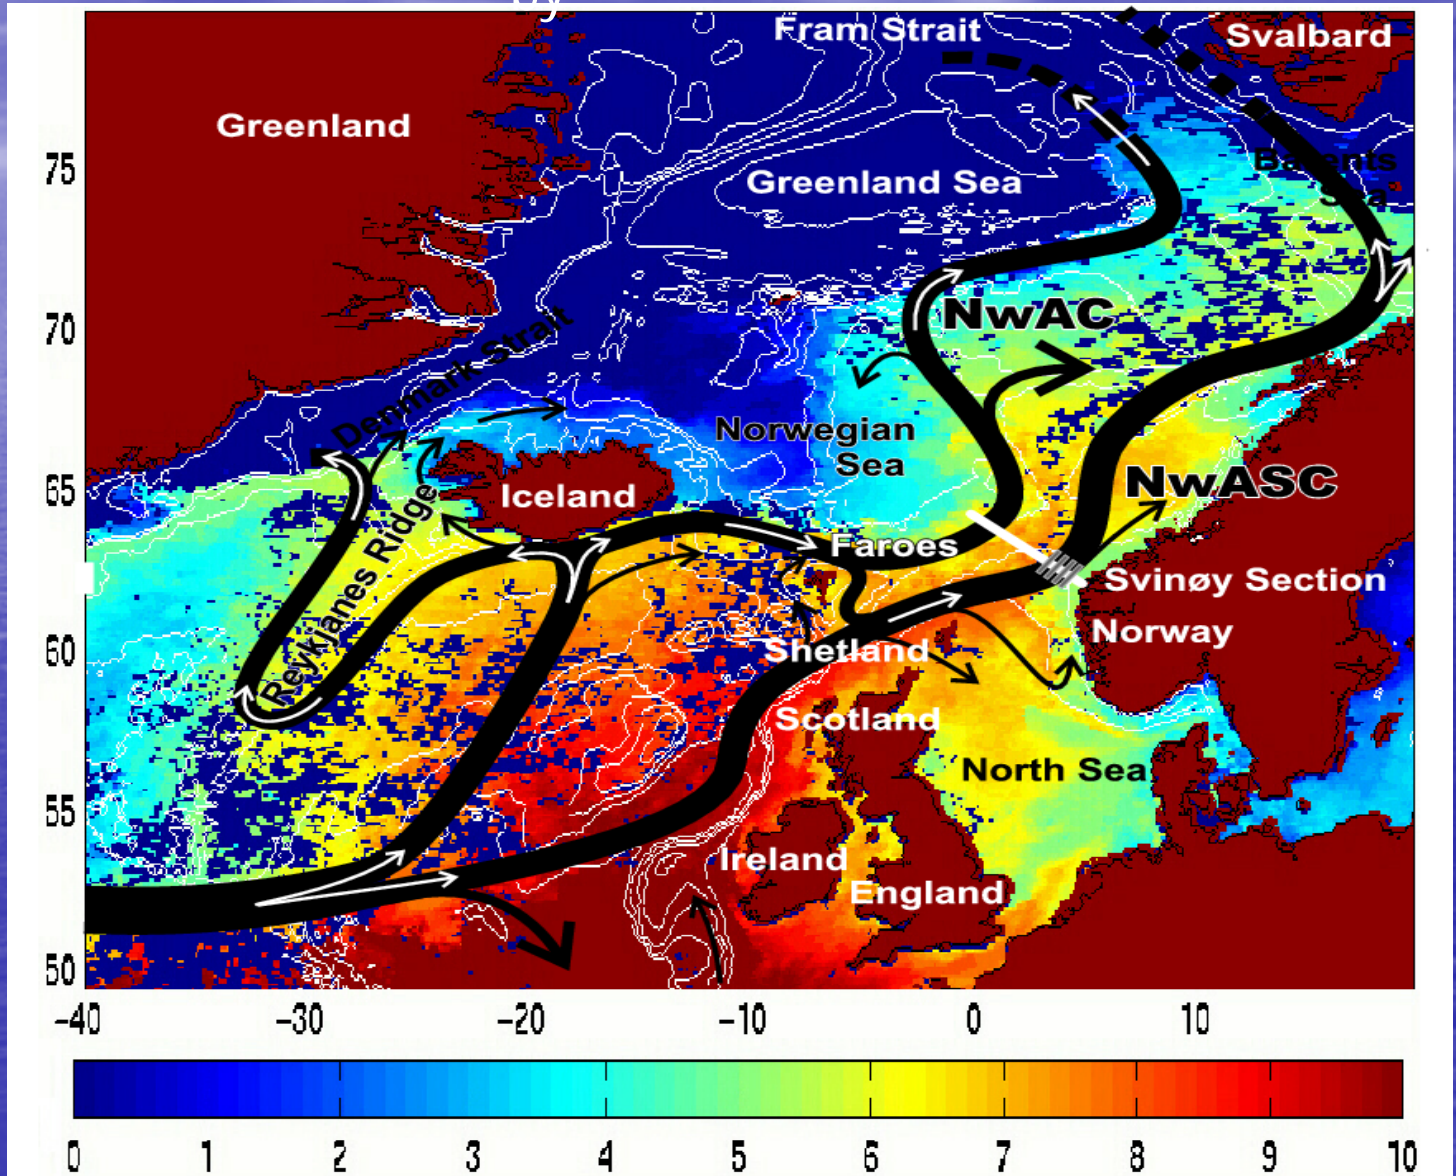 Fram Strait
Svalbard
Greenland
75
Barents
Sea
Greenland Sea
NwAC
70
Denmark Strait
Norwegian
Sea
65
NwASC
Iceland
Reykjanes Ridge
Faroes
Svinøy Section
Norway
60
Shetland
Scotland
North Sea
55
Ireland
England
50
-40 -30 -20 -10 0 10
0 1 2 3 4 5 6 7 8 9 10